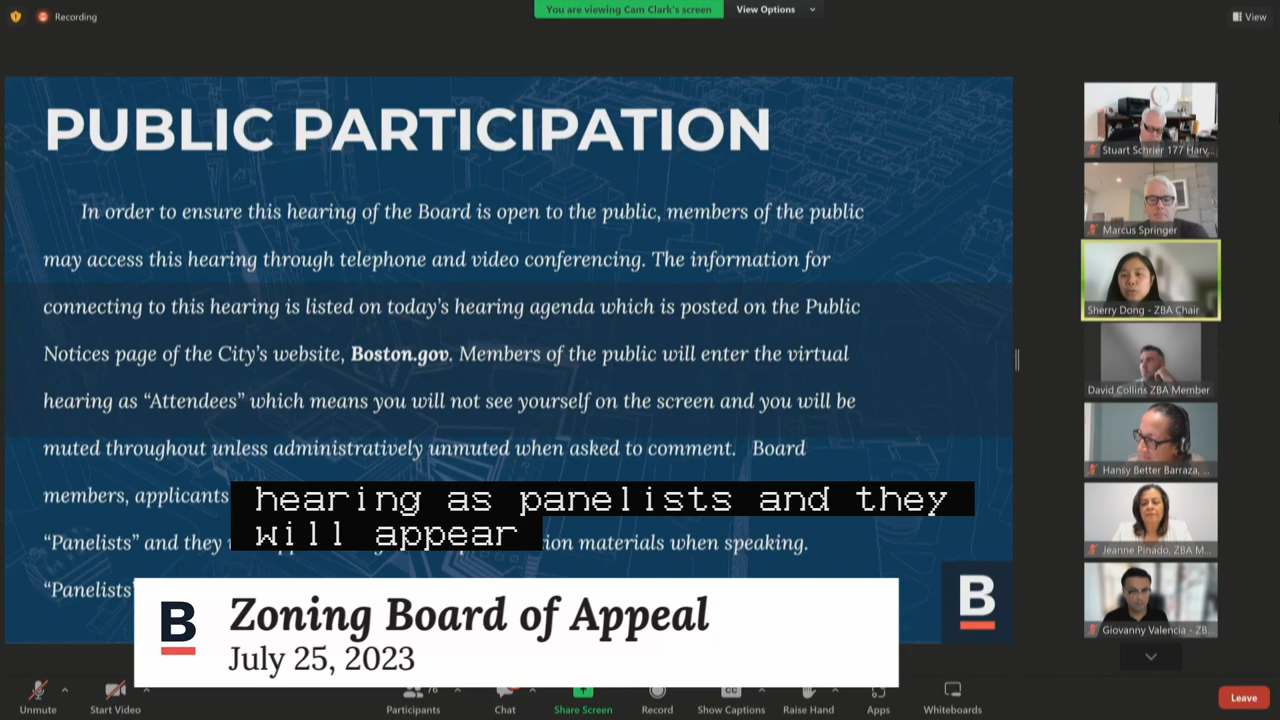 Recording
You are viewing Cam Clark's screen
View Options
View
PUBLIC PARTICIPATION
In order to ensure this hearing of the Board is open to the public, members of the public
may access this hearing through telephone and video conferencing. The information for
connecting to this hearing is listed on today's hearing agenda which is posted on the Public
Notices page of the City's website, Boston.gov. Members of the public will enter the virtual
hearing as “Attendees” which means you will not see yourself on the screen and you will be
muted throughout unless administratively unmuted when asked to comment. Board
members, applicants
“Panelists” and they
materials when speaking.
“Panelists
hearing as panelists and they
will appear
B
B
Zoning Board of Appeal
July 25, 2023
Stuart Schrier 177 Harv...
Marcus Springer
Sherry Dong - ZBA Chair
David Collins ZBA Member
Hansy Better Barraza, ...
Jeanne Pinado, ZBA M...
Giovanny Valencia - ZB...
Unmute
Start Video
76
Participants
Chat
Share Screen
Record
CC
Show Captions
Raise Hand
Apps
Whiteboards
Leave